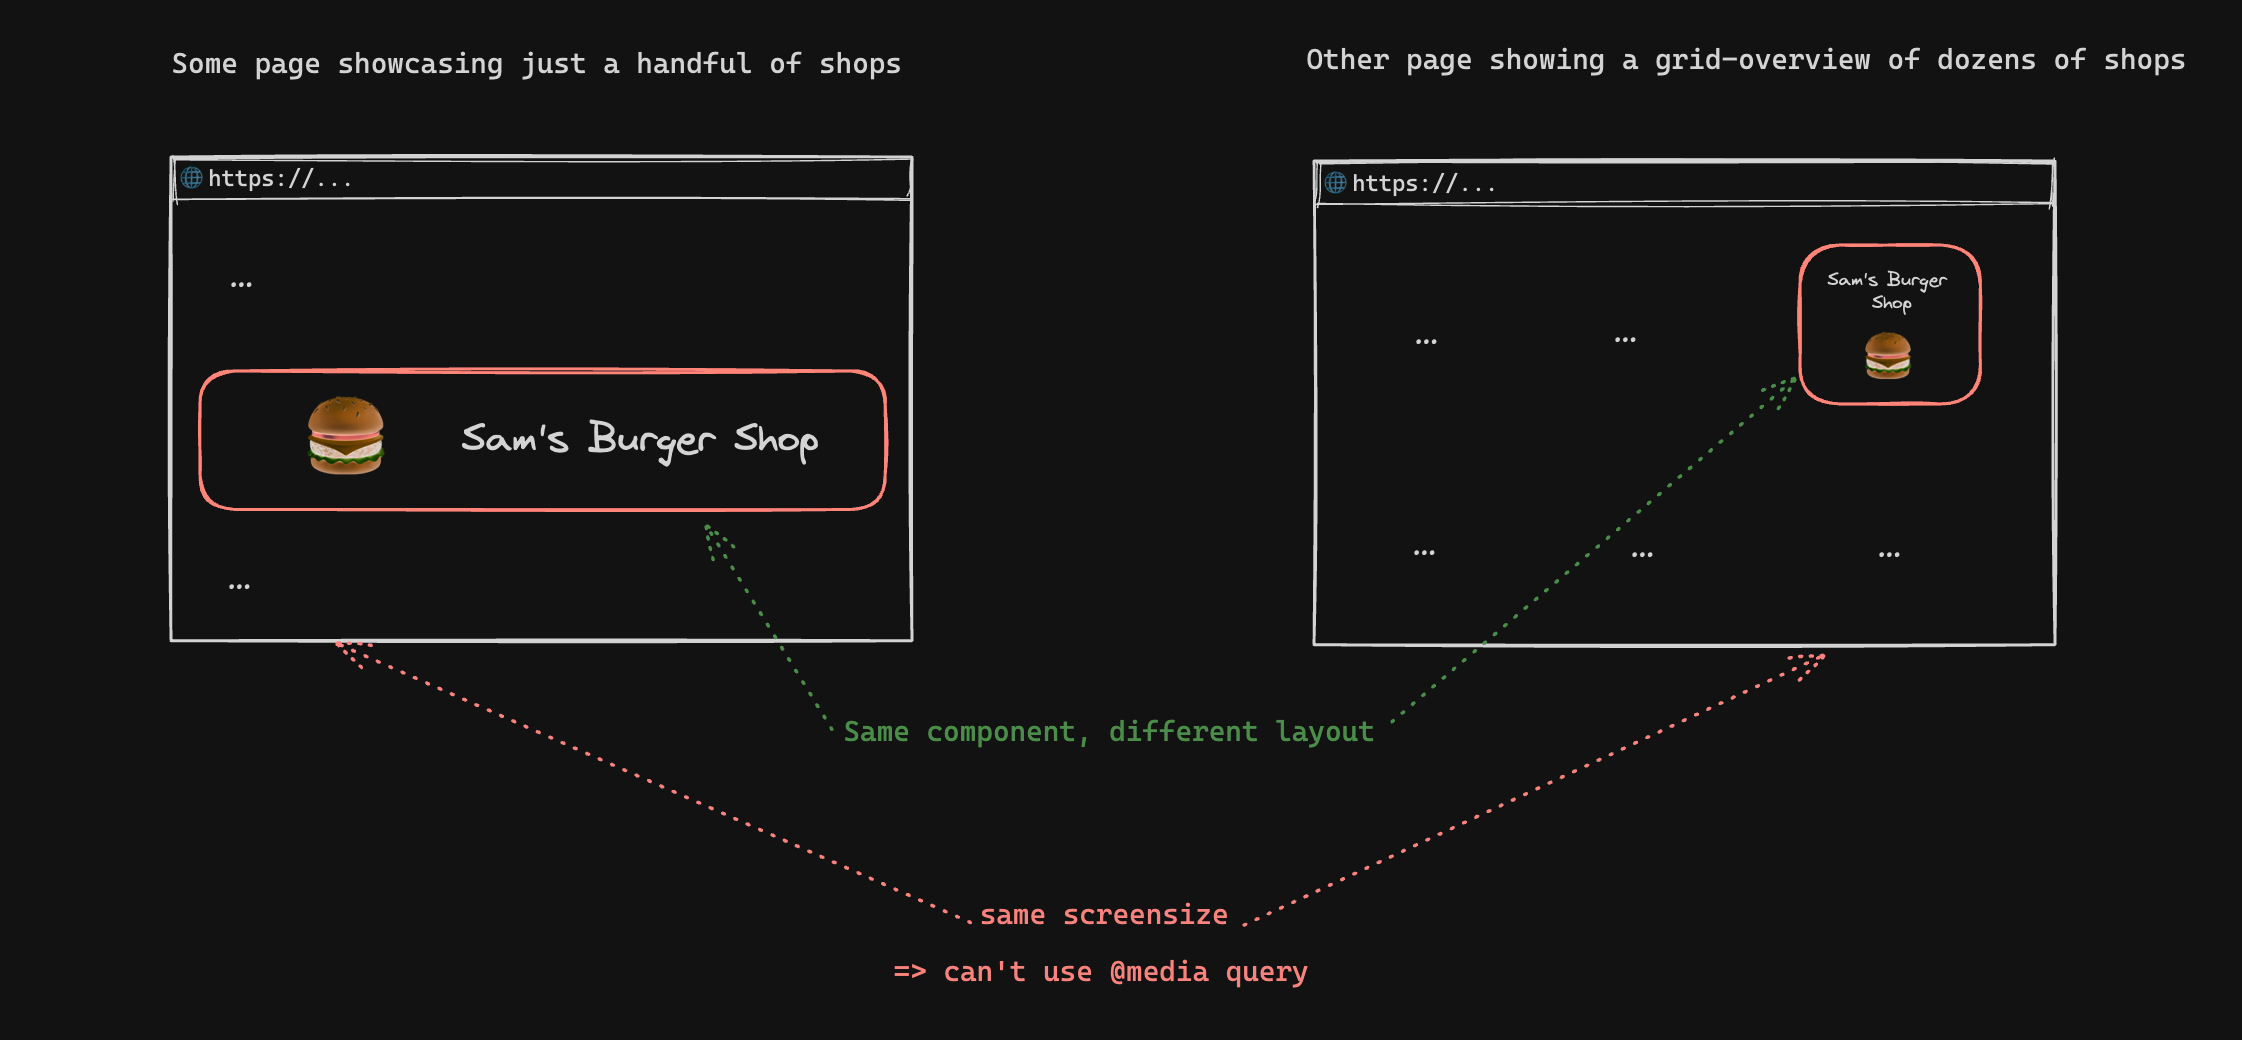 Some page showcasing just a handful of shops
Other page showing a grid-overview of dozens of shops
https://...
...
Sam's Burger Shop
...
https://...
... ...
Sam's Burger
Shop
... ... ...
Same component, different layout
same screensize
=> can't use @media query